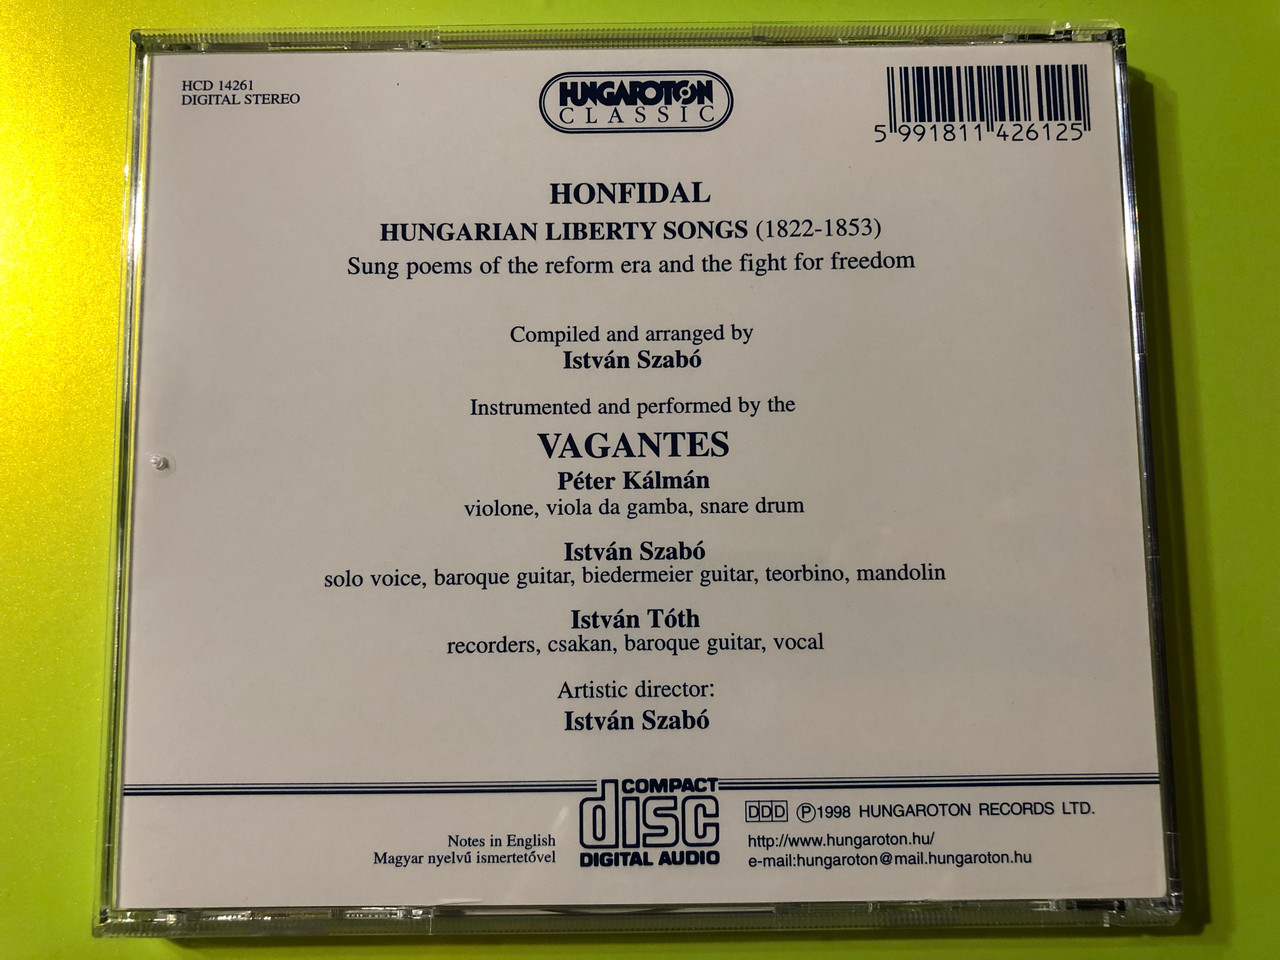 HCD 14261
DIGITAL STEREO
HUNGAROTON
CLASSIC
5 991811 426125
HONFIDAL
HUNGARIAN LIBERTY SONGS (1822-1853)
Sung poems of the reform era and the fight for freedom
Compiled and arranged by
István Szabó
Instrumented and performed by the
VAGANTES
Péter Kálmán
violone, viola da gamba, snare drum
István Szabó
solo voice, baroque guitar, biedermeier guitar, teorbino, mandolin
István Tóth
recorders, csakan, baroque guitar, vocal
Artistic director:
István Szabó
Notes in English
Magyar nyelvű ismertetővel
COMPACT
disc
DIGITAL AUDIO
DDD ℗1998 HUNGAROTON RECORDS LTD.
http://www.hungaroton.hu/
e-mail:hungaroton@mail.hungaroton.hu